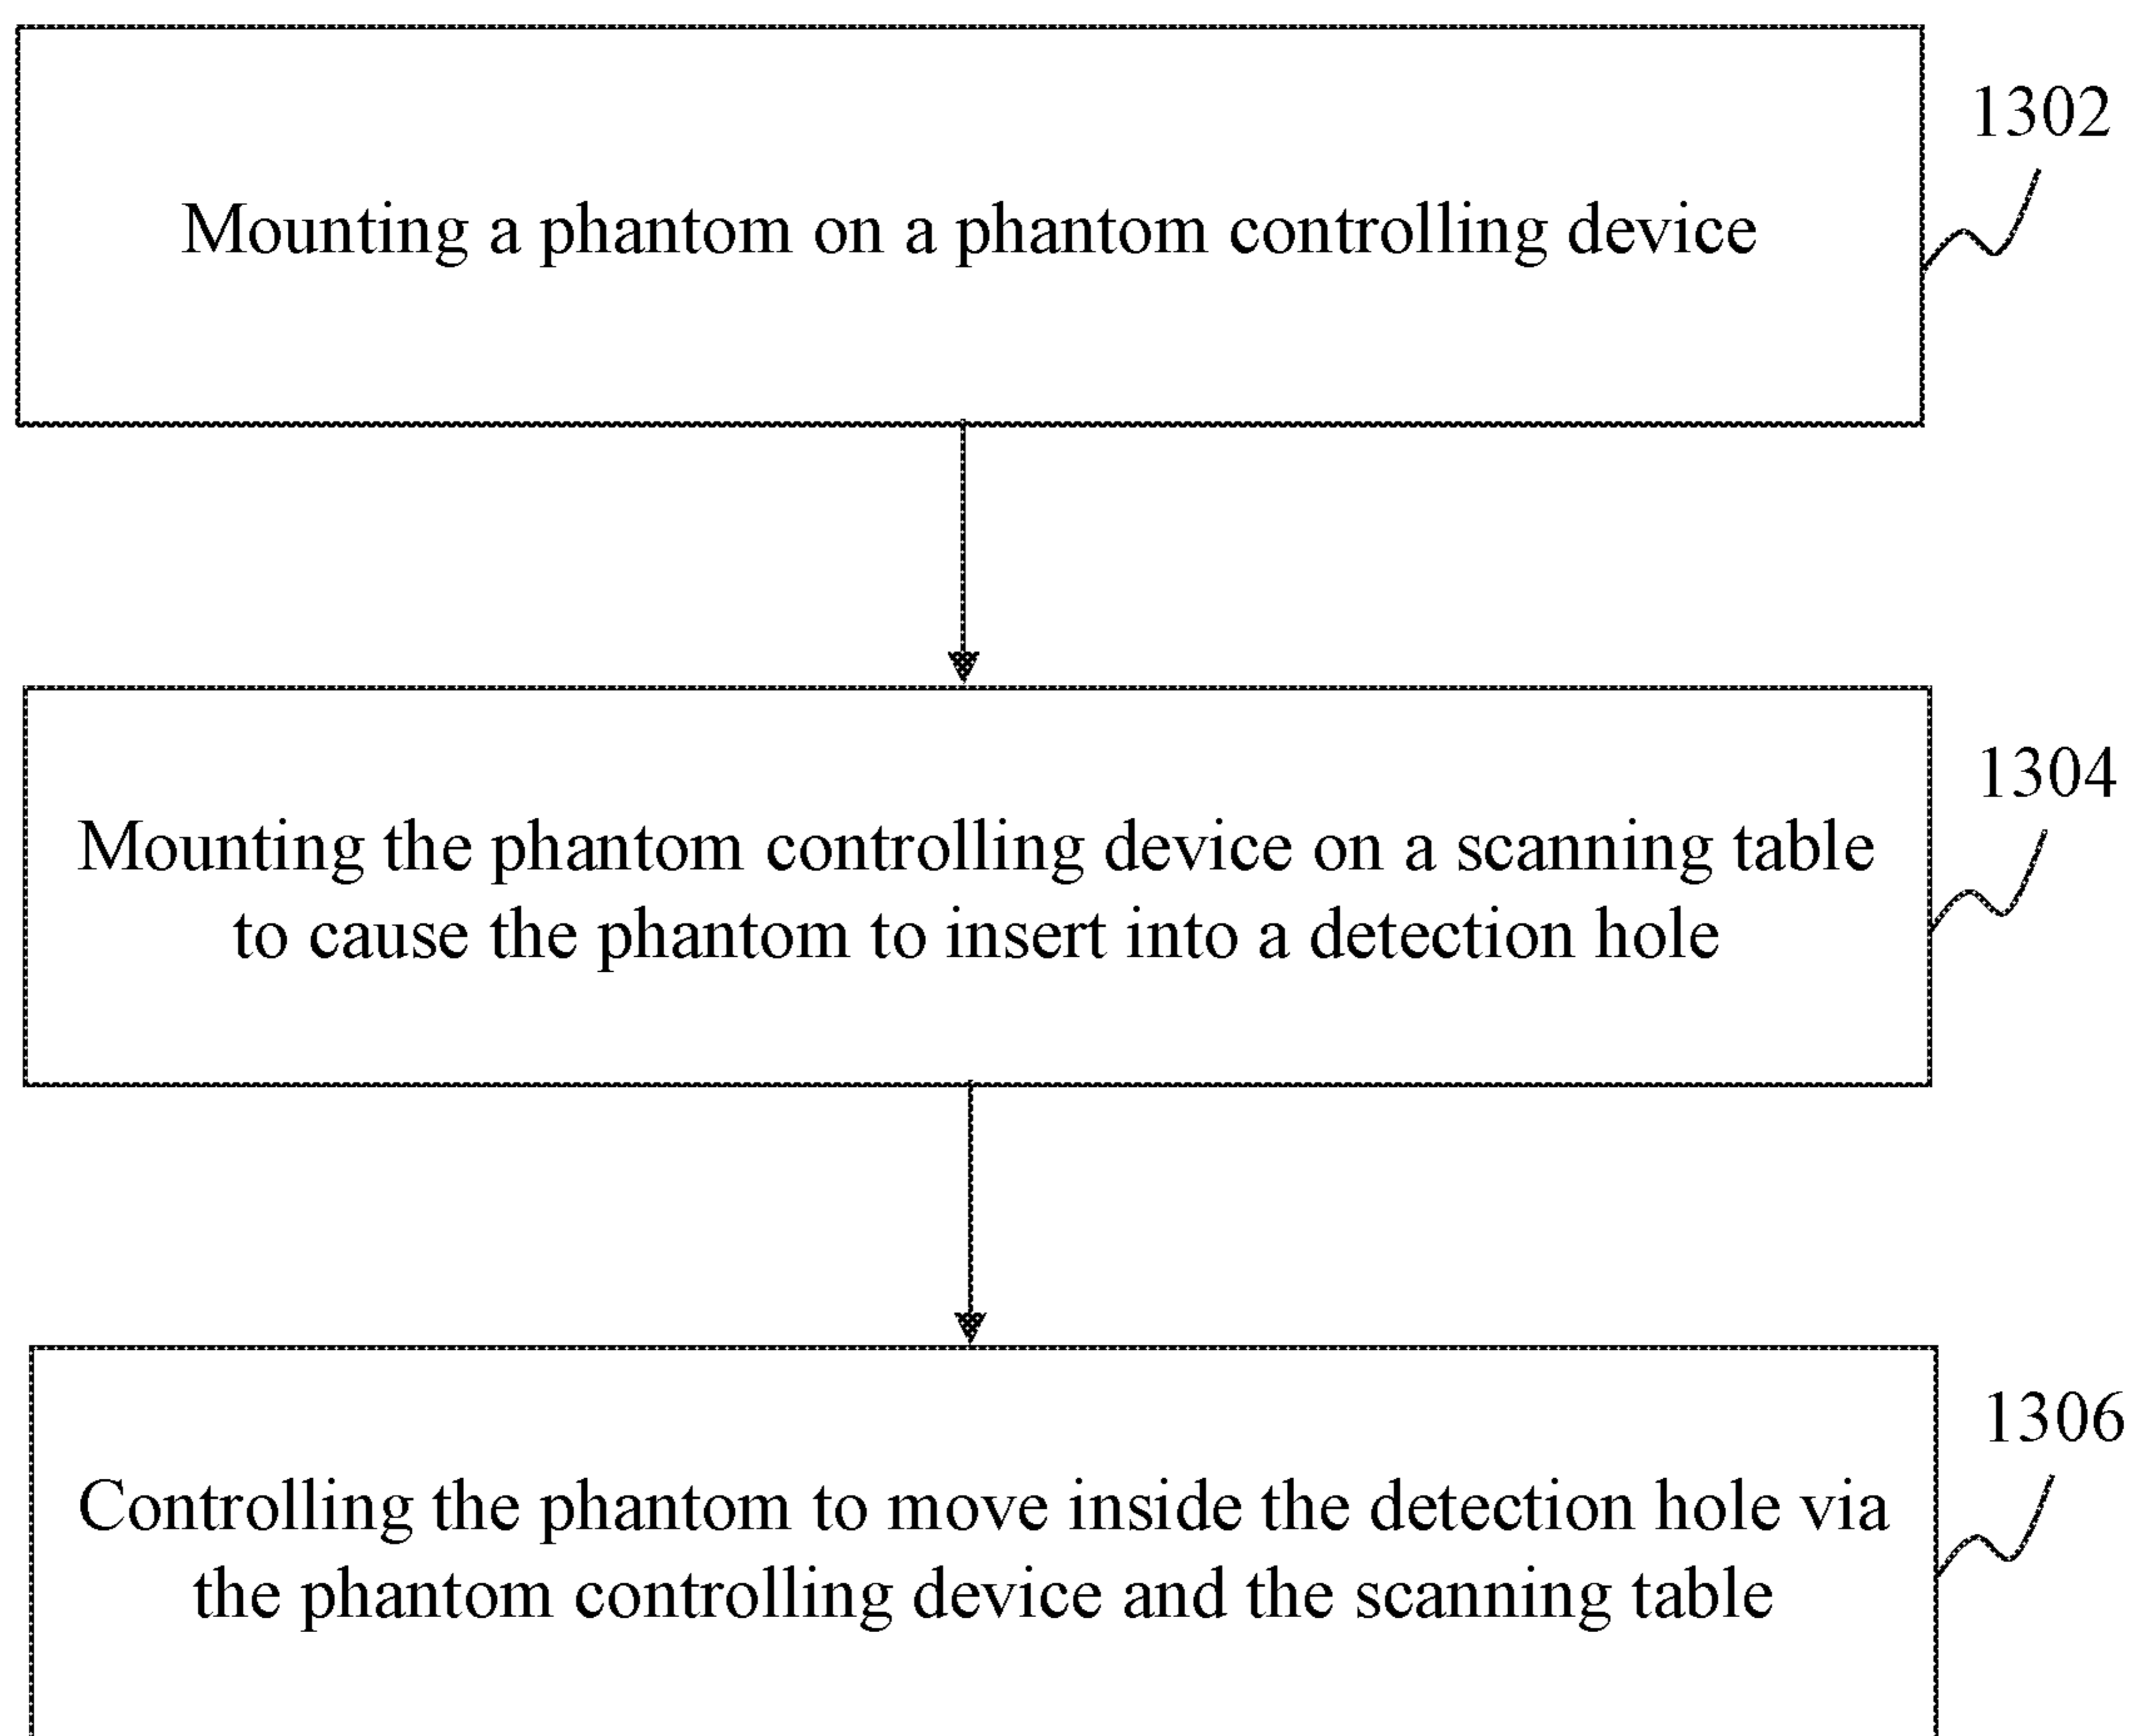 1302
Mounting a phantom on a phantom controlling device
1304
Mounting the phantom controlling device on a scanning table
to cause the phantom to insert into a detection hole
1306
Controlling the phantom to move inside the detection hole via
the phantom controlling device and the scanning table